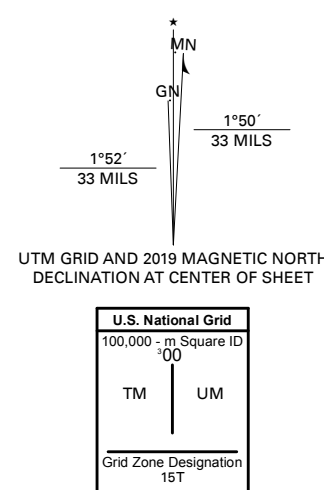 ★
MN
GN
1°50´
33 MILS
1°52´
33 MILS
UTM GRID AND 2019 MAGNETIC NORTH
DECLINATION AT CENTER OF SHEET
U.S. National Grid
100,000 - m Square ID
³00
TM UM
Grid Zone Designation
15T